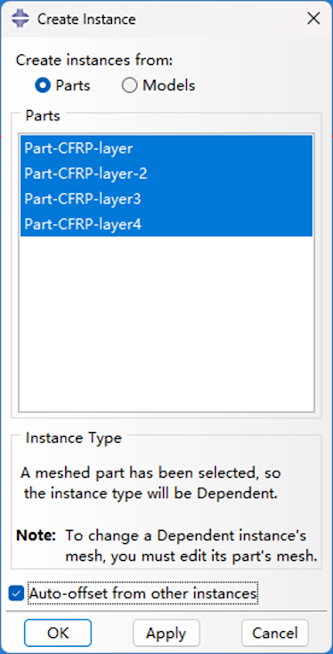 Create Instance
Create instances from:
Parts Models
Parts
Part-CFRP-layer
Part-CFRP-layer-2
Part-CFRP-layer3
Part-CFRP-layer4
Instance Type
A meshed part has been selected, so
the instance type will be Dependent.
Note: To change a Dependent instance's
mesh, you must edit its part's mesh.
Auto-offset from other instances
OK Apply Cancel